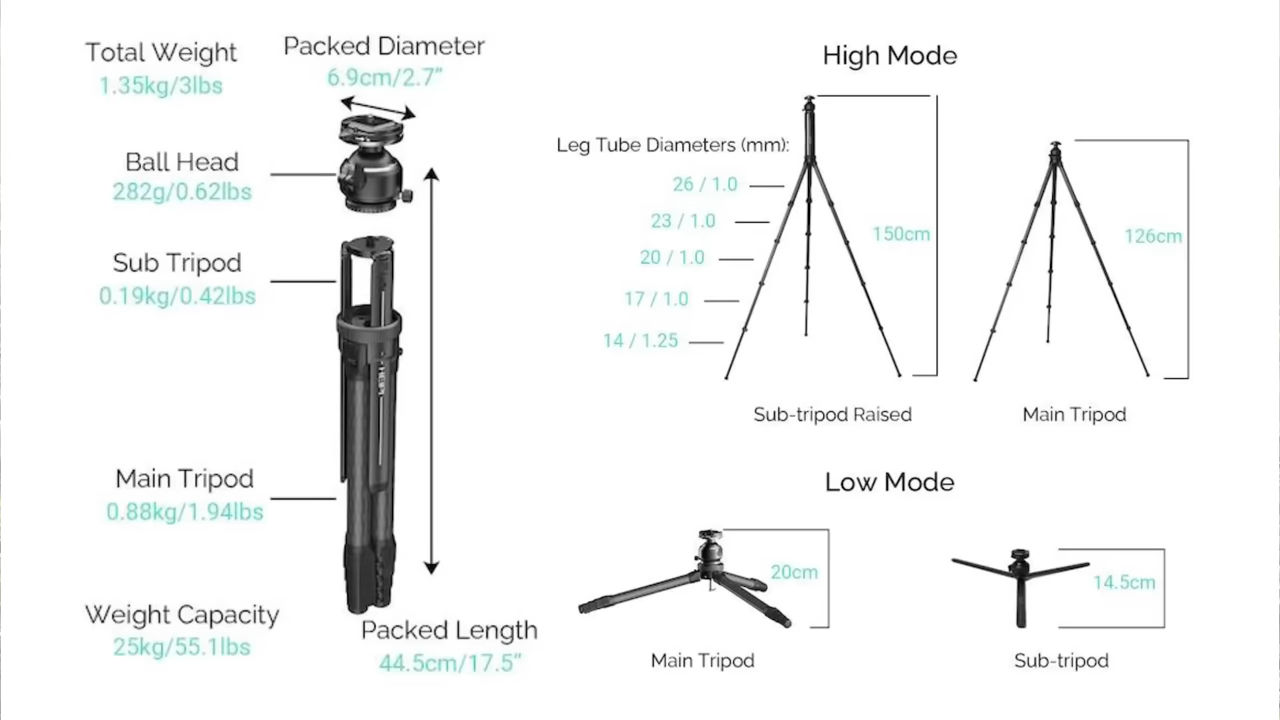 Total Weight
1.35kg/3lbs
Packed Diameter
6.9cm/2.7”
Ball Head
282g/0.62lbs
Sub Tripod
0.19kg/0.42lbs
Main Tripod
0.88kg/1.94lbs
Weight Capacity
25kg/55.1lbs
Packed Length
44.5cm/17.5”
High Mode
Leg Tube Diameters (mm):
26 / 1.0
23 / 1.0
20 / 1.0
17 / 1.0
14 / 1.25
150cm
126cm
Sub-tripod Raised
Main Tripod
Low Mode
20cm
14.5cm
Main Tripod
Sub-tripod